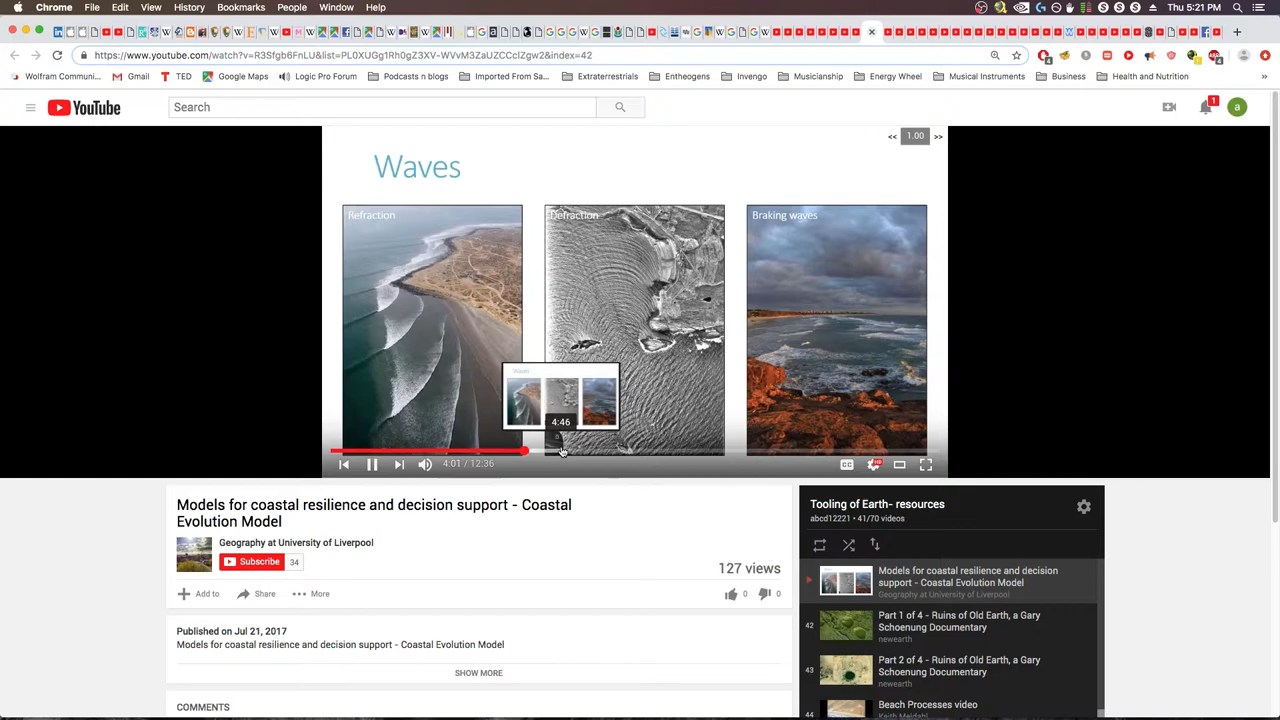 Chrome File Edit View History Bookmarks People Window Help
Thu 5:21 PM
https://www.youtube.com/watch?v=R3Sfgb6FnLU&list=PL0XUGg1Rh0gZ3XV-WVvM3ZaUZCCclZgw2&index=42
Wolfram Communi... Gmail TED Google Maps Logic Pro Forum Podcasts n blogs Imported From Sa... Extraterrestrials Entheogens Invengo Musicianship Energy Wheel Musical Instruments Business Health and Nutrition »
YouTube
Search
1
a
<< 1.00 >>
Waves
Refraction
Defraction
Braking waves
Waves
4:46
4:01 / 12:36
CC
HD
Models for coastal resilience and decision support - Coastal
Evolution Model
Geography at University of Liverpool
Subscribe 34
127 views
Add to Share More
0 0
Published on Jul 21, 2017
Models for coastal resilience and decision support - Coastal Evolution Model
SHOW MORE
COMMENTS
Tooling of Earth- resources
abcd12221 • 41/70 videos
Models for coastal resilience and decision
support - Coastal Evolution Model
Geography at University of Liverpool
42
Part 1 of 4 - Ruins of Old Earth, a Gary
Schoenung Documentary
newearth
43
Part 2 of 4 - Ruins of Old Earth, a Gary
Schoenung Documentary
newearth
44
Beach Processes video
Keith Meldahl